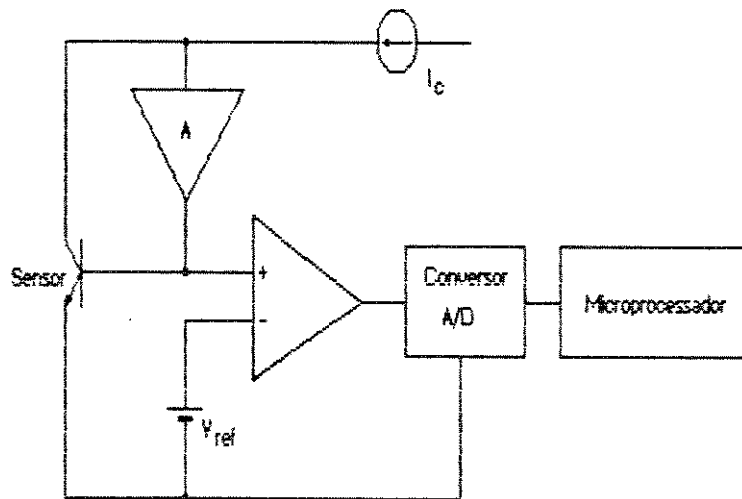 I_c
A
Sensor
+
-
Conversor
A/D
Microprocessador
V_ref